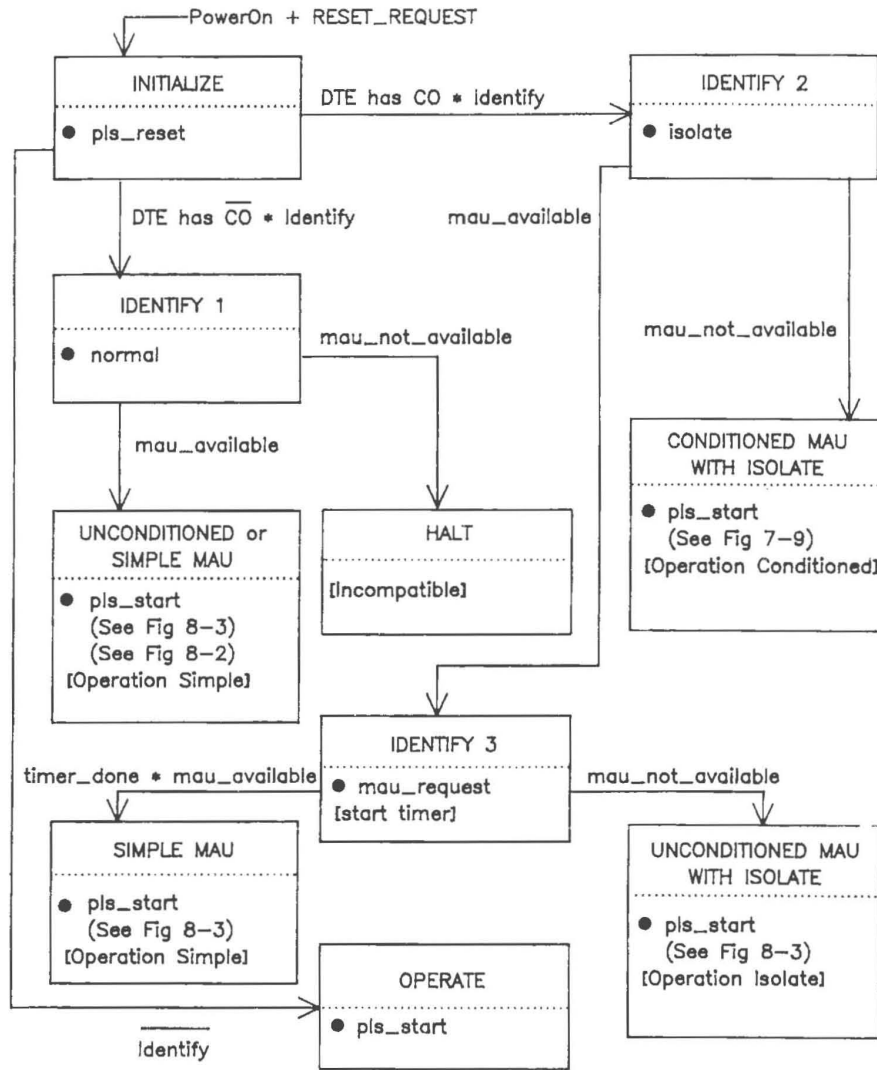 PowerOn + RESET_REQUEST
INITIALIZE
● pls_reset
DTE has CO * Identify
IDENTIFY 2
● isolate
DTE has C̅O̅ * Identify
mau_available
mau_not_available
IDENTIFY 1
● normal
mau_not_available
mau_available
CONDITIONED MAU
WITH ISOLATE
● pls_start
(See Fig 7-9)
[Operation Conditioned]
UNCONDITIONED or
SIMPLE MAU
● pls_start
(See Fig 8-3)
(See Fig 8-2)
[Operation Simple]
HALT
[Incompatible]
IDENTIFY 3
● mau_request
[start timer]
timer_done * mau_available
mau_not_available
SIMPLE MAU
● pls_start
(See Fig 8-3)
[Operation Simple]
UNCONDITIONED MAU
WITH ISOLATE
● pls_start
(See Fig 8-3)
[Operation Isolate]
OPERATE
● pls_start
I̅d̅e̅n̅t̅i̅f̅y̅